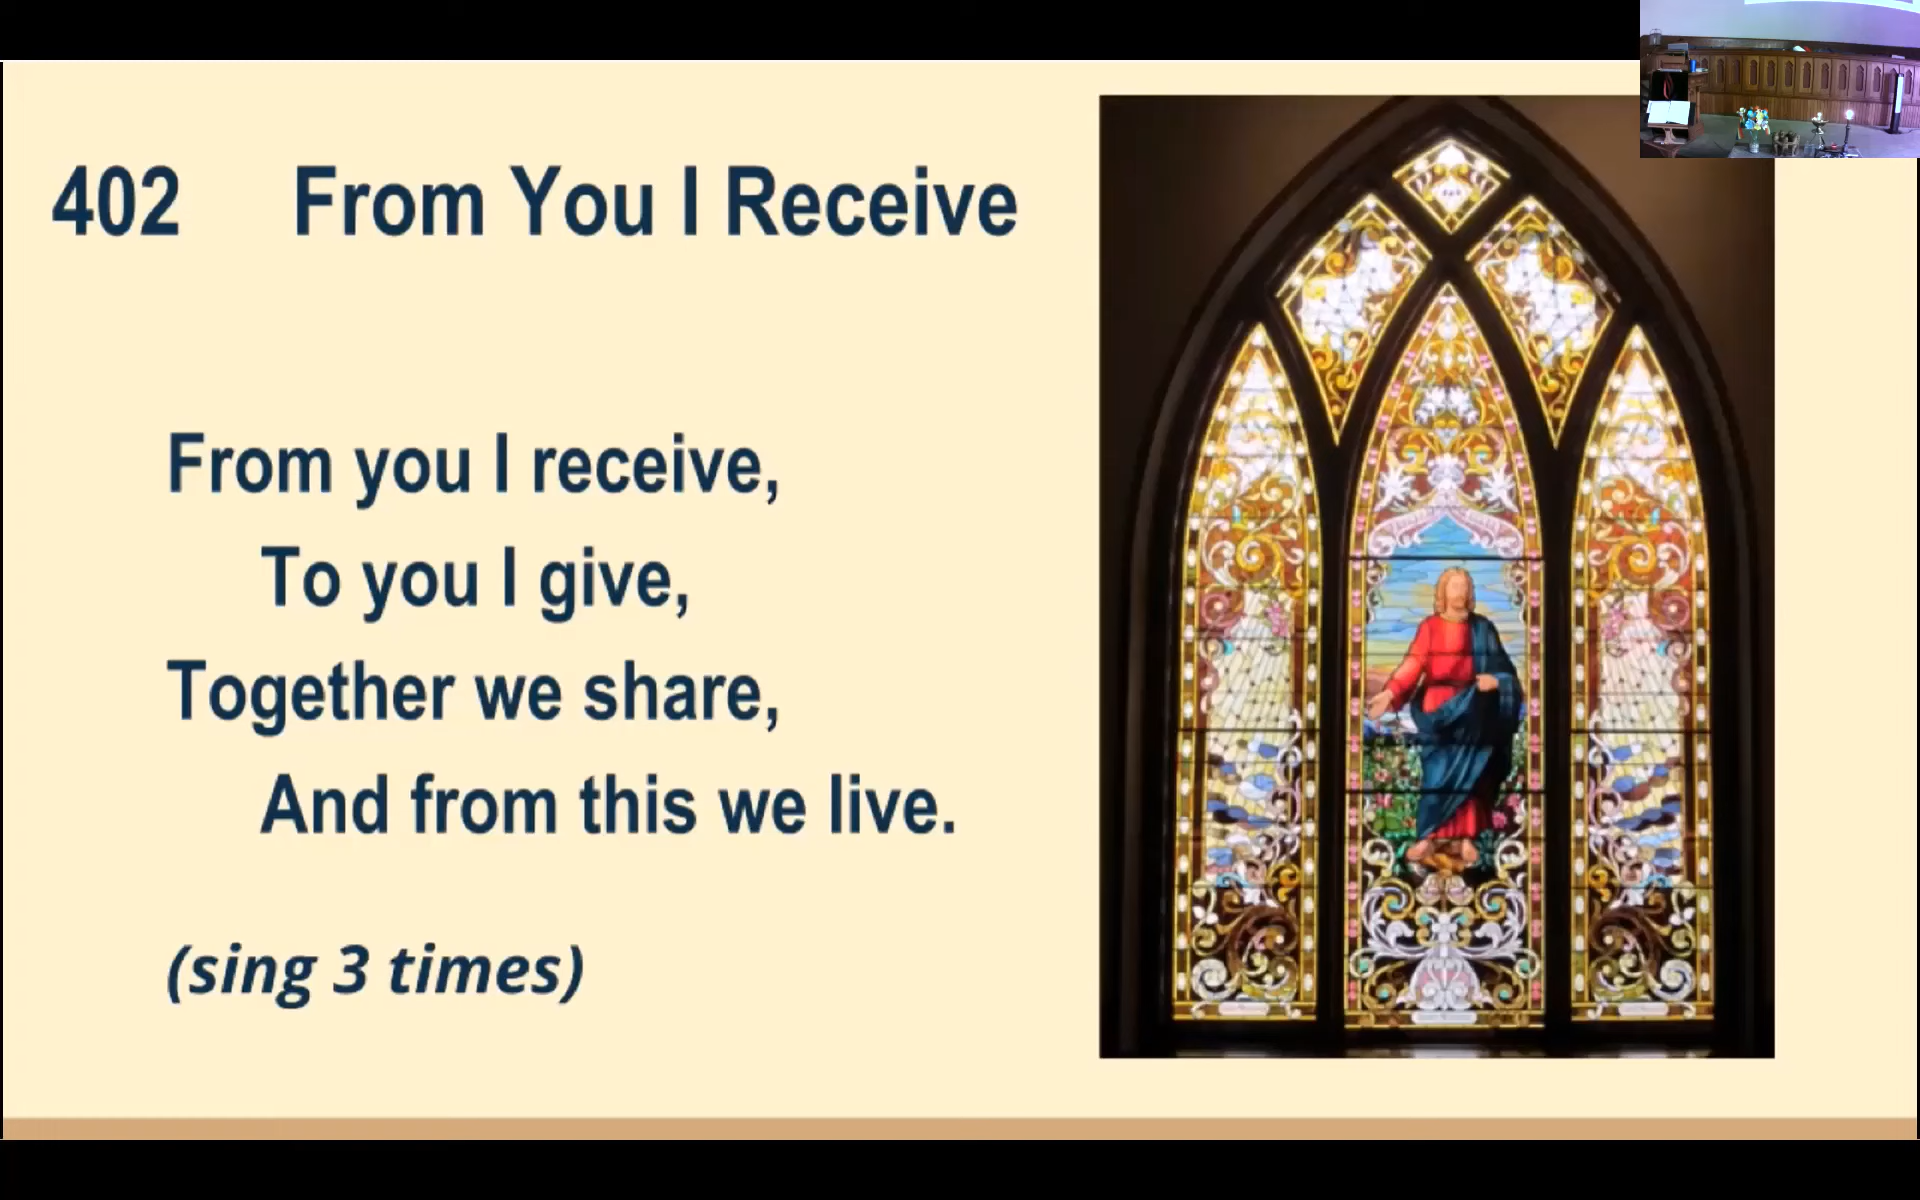 402 From You I Receive
From you I receive,
To you I give,
Together we share,
And from this we live.
(sing 3 times)